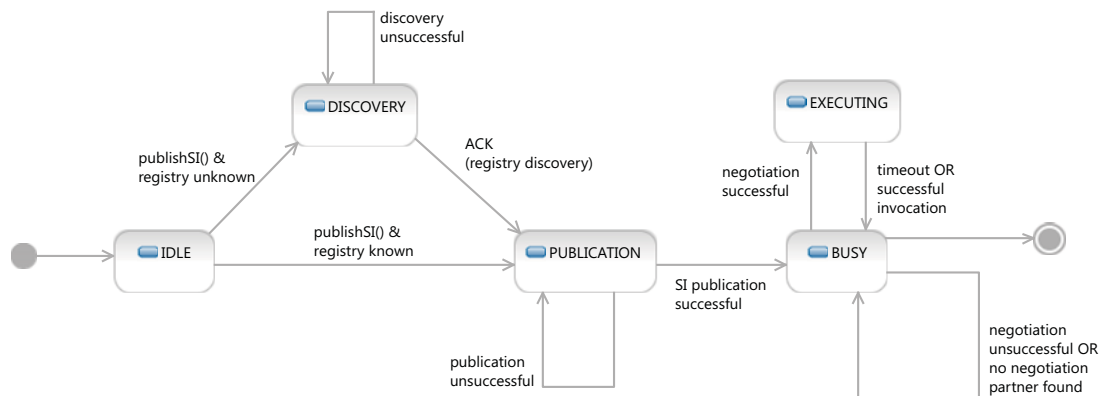 discovery
unsuccessful
DISCOVERY
EXECUTING
publishSI() &
registry unknown
ACK
(registry discovery)
negotiation
successful
timeout OR
successful
invocation
IDLE
publishSI() &
registry known
PUBLICATION
SI publication
successful
BUSY
publication
unsuccessful
negotiation
unsuccessful OR
no negotiation
partner found